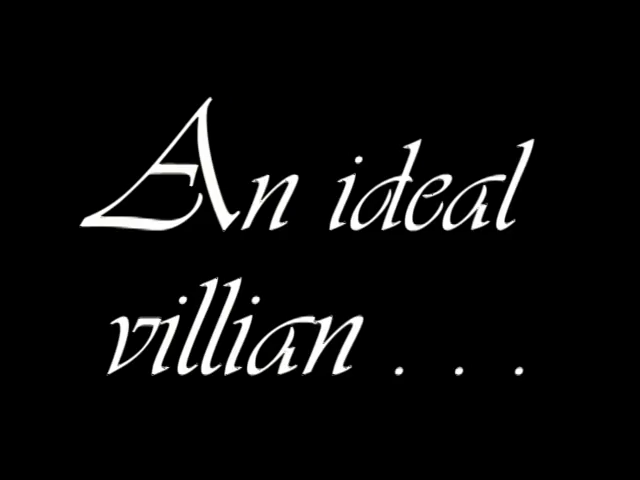 An ideal
villian . . .